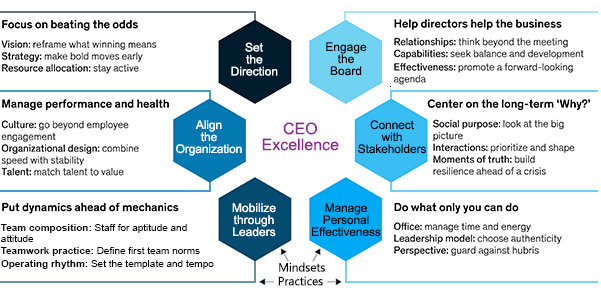 Focus on beating the odds
Vision: reframe what winning means
Strategy: make bold moves early
Resource allocation: stay active
Set
the
Direction
Engage
the
Board
Help directors help the business
Relationships: think beyond the meeting
Capabilities: seek balance and development
Effectiveness: promote a forward-looking
agenda
Manage performance and health
Culture: go beyond employee
engagement
Organizational design: combine
speed with stability
Talent: match talent to value
Align
the
Organization
CEO
Excellence
Connect
with
Stakeholders
Center on the long-term ‘Why?’
Social purpose: look at the big
picture
Interactions: prioritize and shape
Moments of truth: build
resilience ahead of a crisis
Put dynamics ahead of mechanics
Team composition: Staff for aptitude and
attitude
Teamwork practice: Define first team norms
Operating rhythm: Set the template and tempo
Mobilize
through
Leaders
Manage
Personal
Effectiveness
Do what only you can do
Office: manage time and energy
Leadership model: choose authenticity
Perspective: guard against hubris
Mindsets
Practices